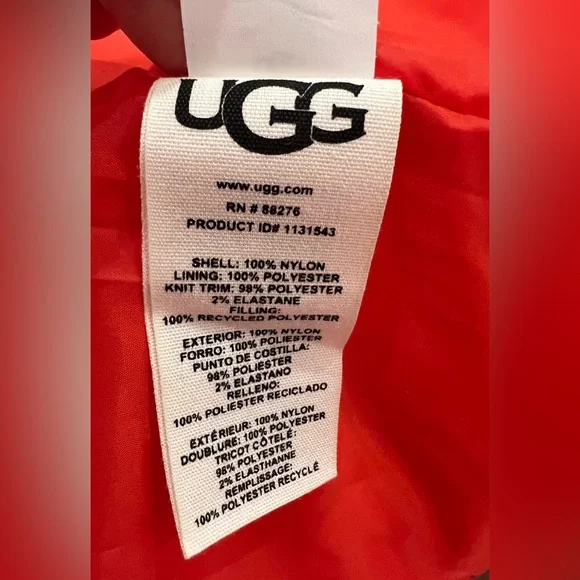 UGG
www.ugg.com
RN # 88276
PRODUCT ID# 1131543
SHELL: 100% NYLON
LINING: 100% POLYESTER
KNIT TRIM: 98% POLYESTER
2% ELASTANE
FILLING:
100% RECYCLED POLYESTER
EXTERIOR: 100% NYLON
FORRO: 100% POLIESTER
PUNTO DE COSTILLA:
98% POLIESTER
2% ELASTANO
RELLENO:
100% POLIESTER RECICLADO
EXTÉRIEUR: 100% NYLON
DOUBLURE: 100% POLYESTER
TRICOT CÔTELÉ:
98% POLYESTER
2% ELASTHANNE
REMPLISSAGE:
100% POLYESTER RECYCLÉ